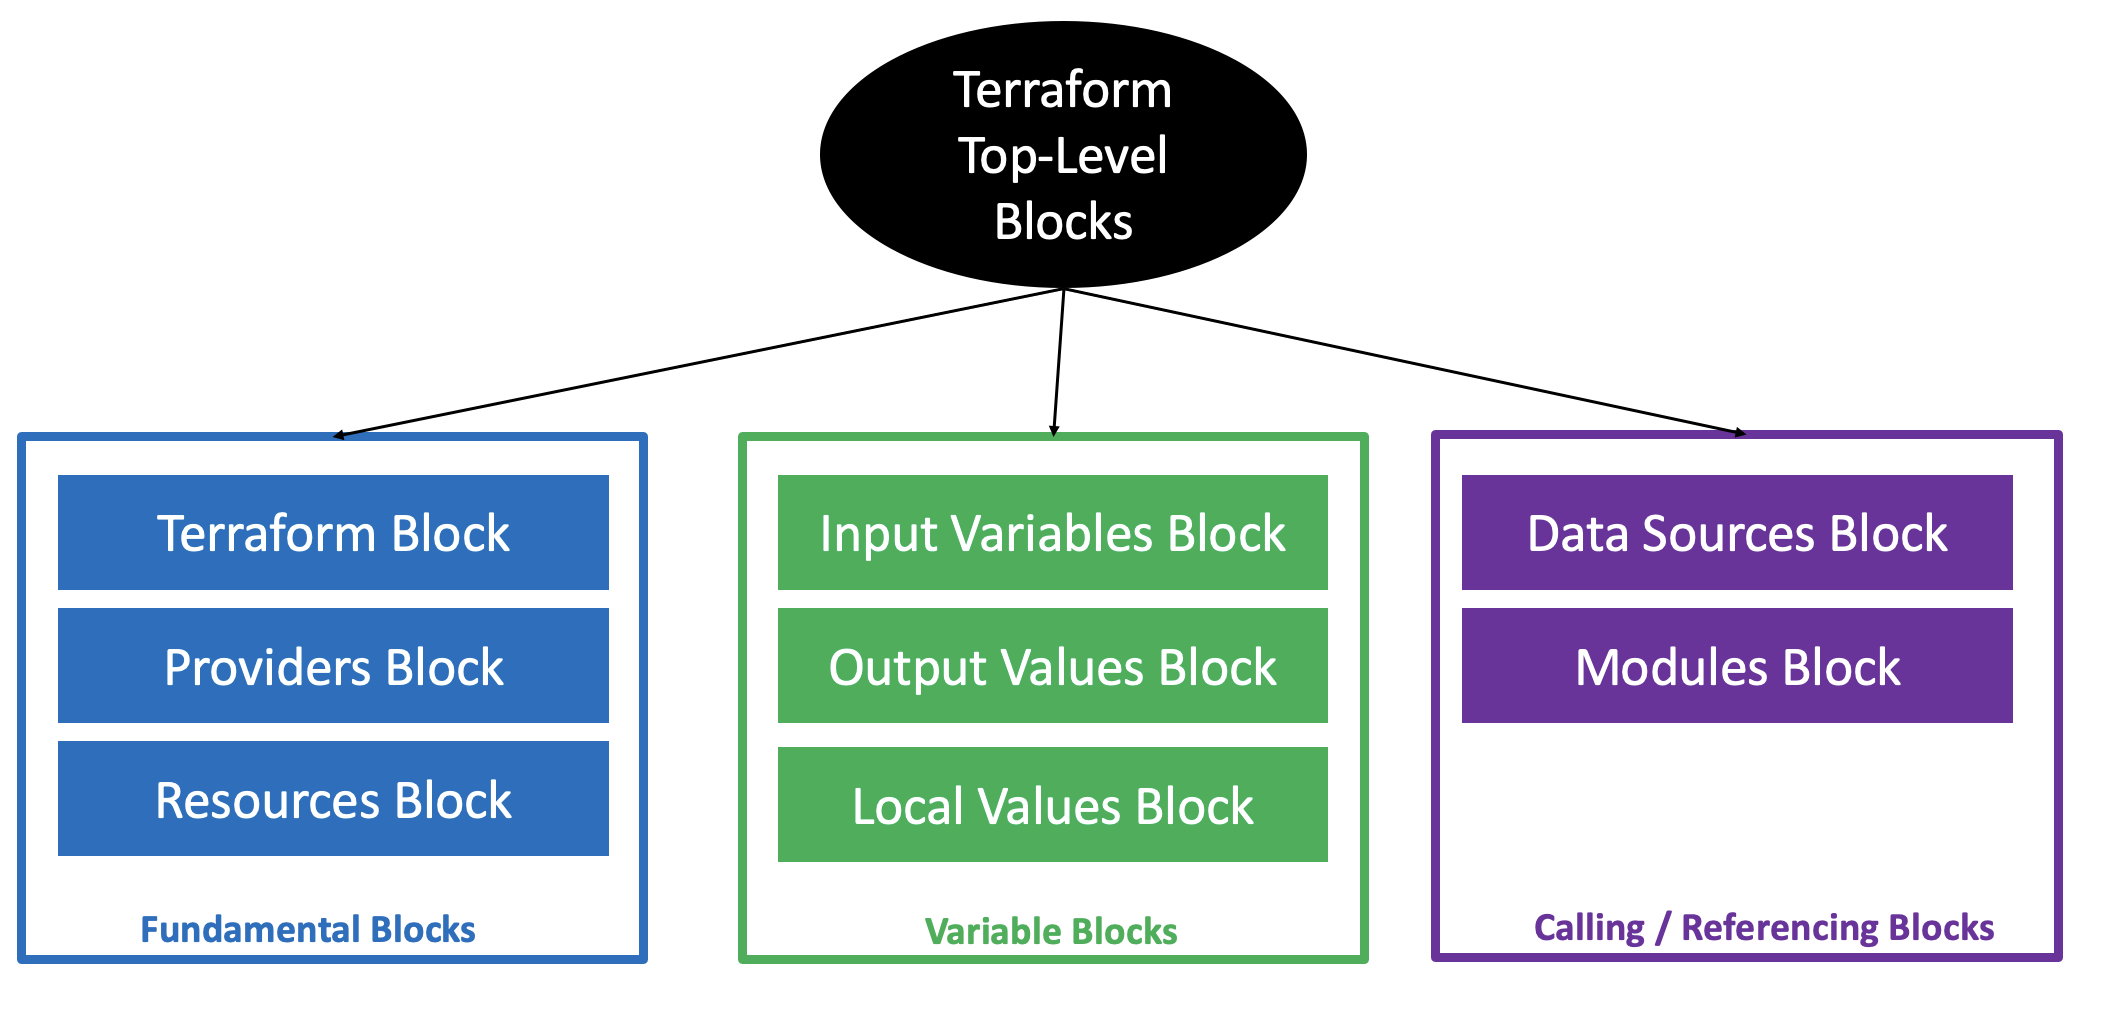 Terraform
Top-Level
Blocks
Terraform Block
Providers Block
Resources Block
Fundamental Blocks
Input Variables Block
Output Values Block
Local Values Block
Variable Blocks
Data Sources Block
Modules Block
Calling / Referencing Blocks